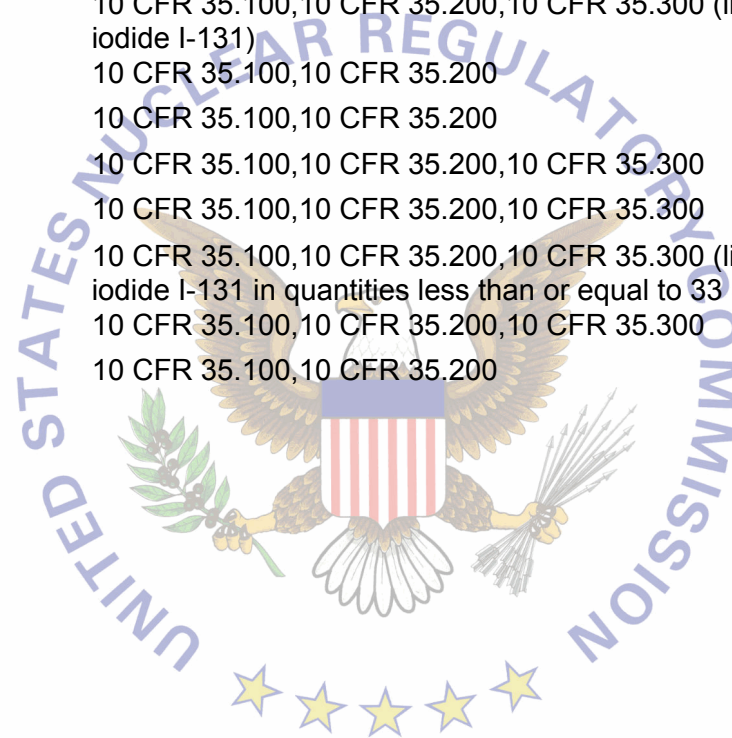 10 CFR 35.100,10 CFR 35.200,10 CFR 35.300
iodide I-131)
10 CFR 35.100,10 CFR 35.200
10 CFR 35.100,10 CFR 35.200
10 CFR 35.100,10 CFR 35.200,10 CFR 35.300
10 CFR 35.100,10 CFR 35.200,10 CFR 35.300
10 CFR 35.100,10 CFR 35.200,10 CFR 35.300
iodide I-131 in quantities less than or equal to 33
10 CFR 35.100,10 CFR 35.200,10 CFR 35.300
10 CFR 35.100,10 CFR 35.200
UNITED STATES NUCLEAR REGULATORY COMMISSION